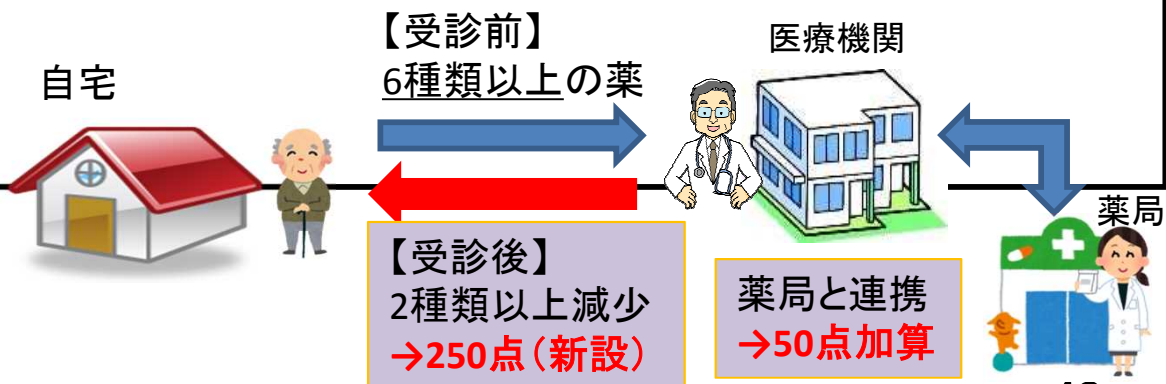 自宅
【受診前】
6種類以上の薬
医療機関
薬局
【受診後】
2種類以上減少
→250点（新設）
薬局と連携
→50点加算